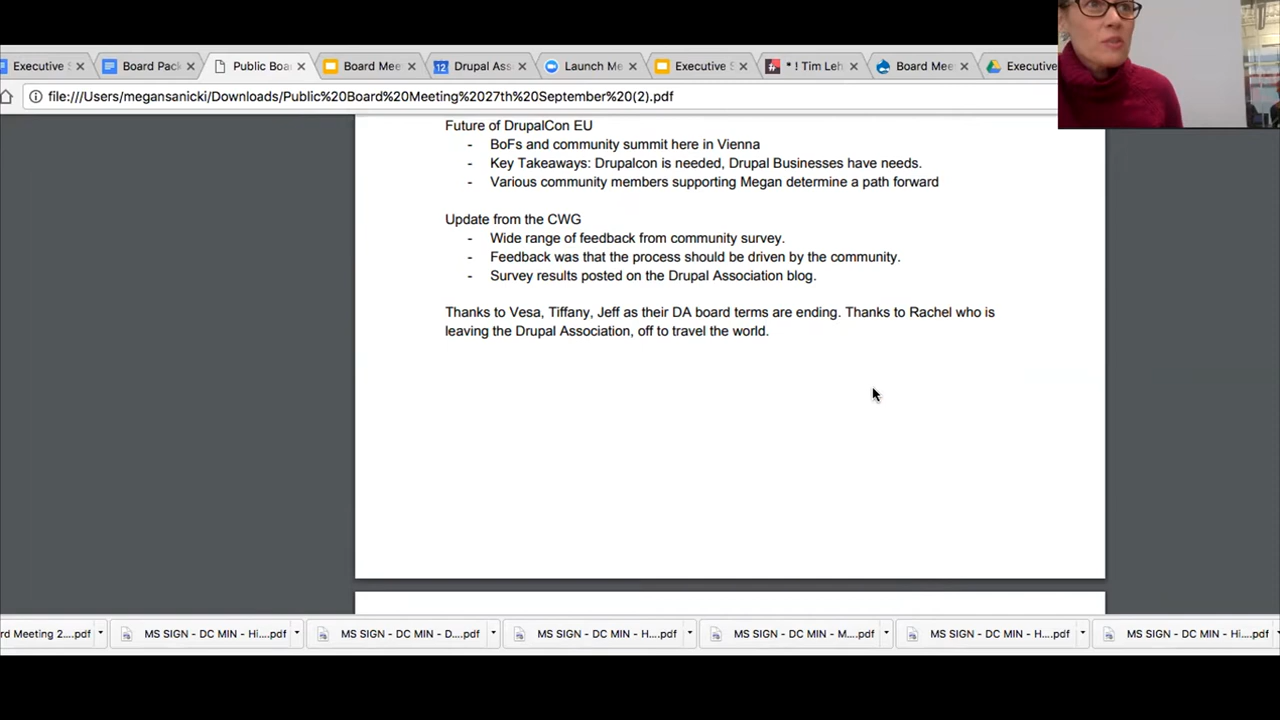 Executive S
Board Pack
Public Boa
Board Mee
12
Drupal Ass
Launch Me
Executive S
* ! Tim Leh
Board Mee
Executive
file:///Users/megansanicki/Downloads/Public%20Board%20Meeting%2027th%20September%20(2).pdf
Future of DrupalCon EU
- BoFs and community summit here in Vienna
- Key Takeaways: Drupalcon is needed, Drupal Businesses have needs.
- Various community members supporting Megan determine a path forward
Update from the CWG
- Wide range of feedback from community survey.
- Feedback was that the process should be driven by the community.
- Survey results posted on the Drupal Association blog.
Thanks to Vesa, Tiffany, Jeff as their DA board terms are ending. Thanks to Rachel who is
leaving the Drupal Association, off to travel the world.
rd Meeting 2....pdf
MS SIGN - DC MIN - Hi....pdf
MS SIGN - DC MIN - D....pdf
MS SIGN - DC MIN - H....pdf
MS SIGN - DC MIN - M....pdf
MS SIGN - DC MIN - H....pdf
MS SIGN - DC MIN - Hi....pdf